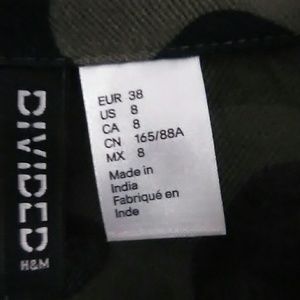 DIVIDED
H&M
EUR 38
US 8
CA 8
CN 165/88A
MX 8
Made in
India
Fabriqué en
Inde